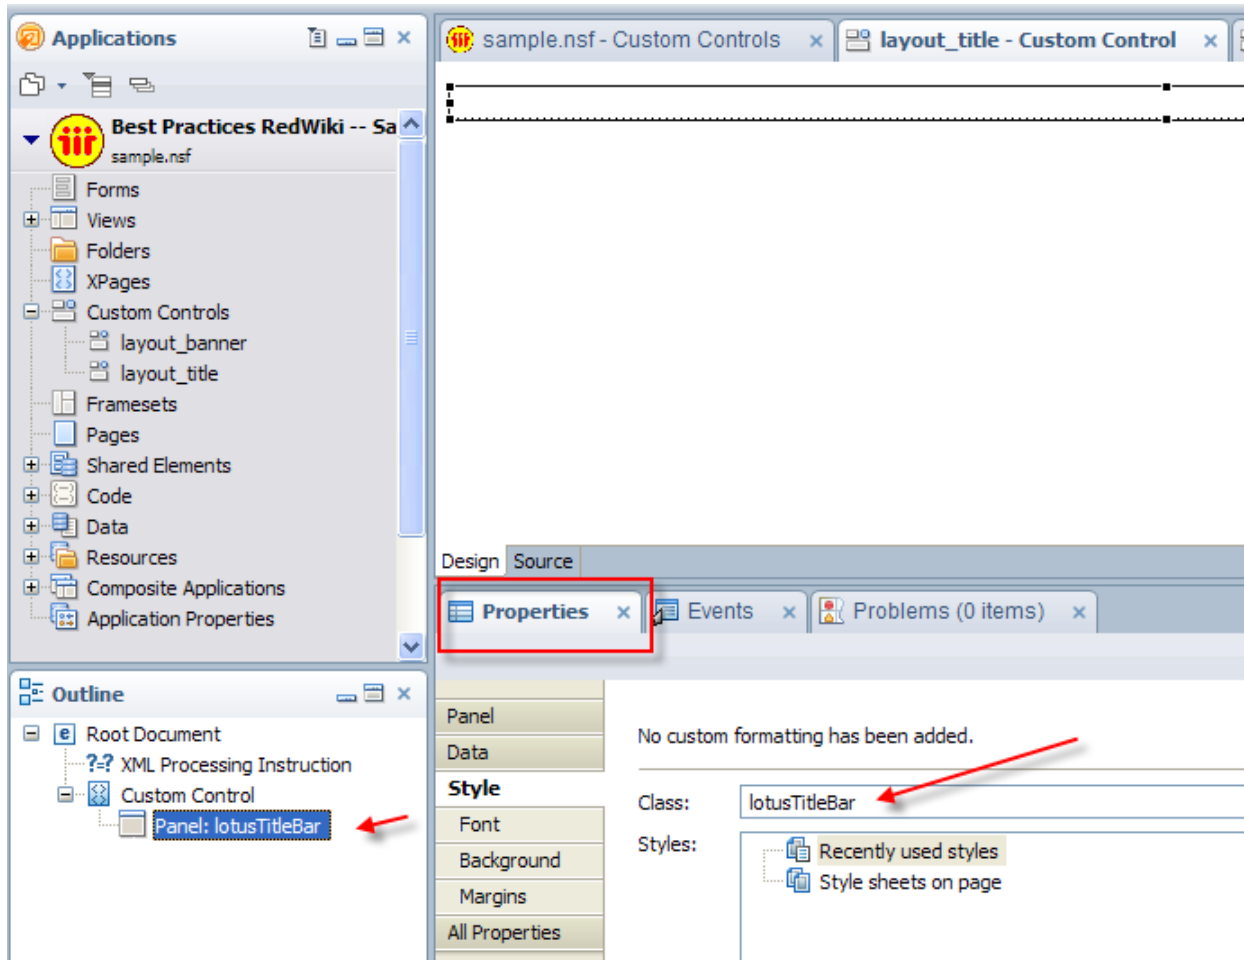 Applications
Best Practices RedWiki -- Sa
sample.nsf
Forms
Views
Folders
XPages
Custom Controls
layout_banner
layout_title
Framesets
Pages
Shared Elements
Code
Data
Resources
Composite Applications
Application Properties
Outline
Root Document
?=? XML Processing Instruction
Custom Control
Panel: lotusTitleBar
sample.nsf - Custom Controls
layout_title - Custom Control
Design Source
Properties
Events
Problems (0 items)
Panel
Data
Style
Font
Background
Margins
All Properties
No custom formatting has been added.
Class: lotusTitleBar
Styles:
Recently used styles
Style sheets on page